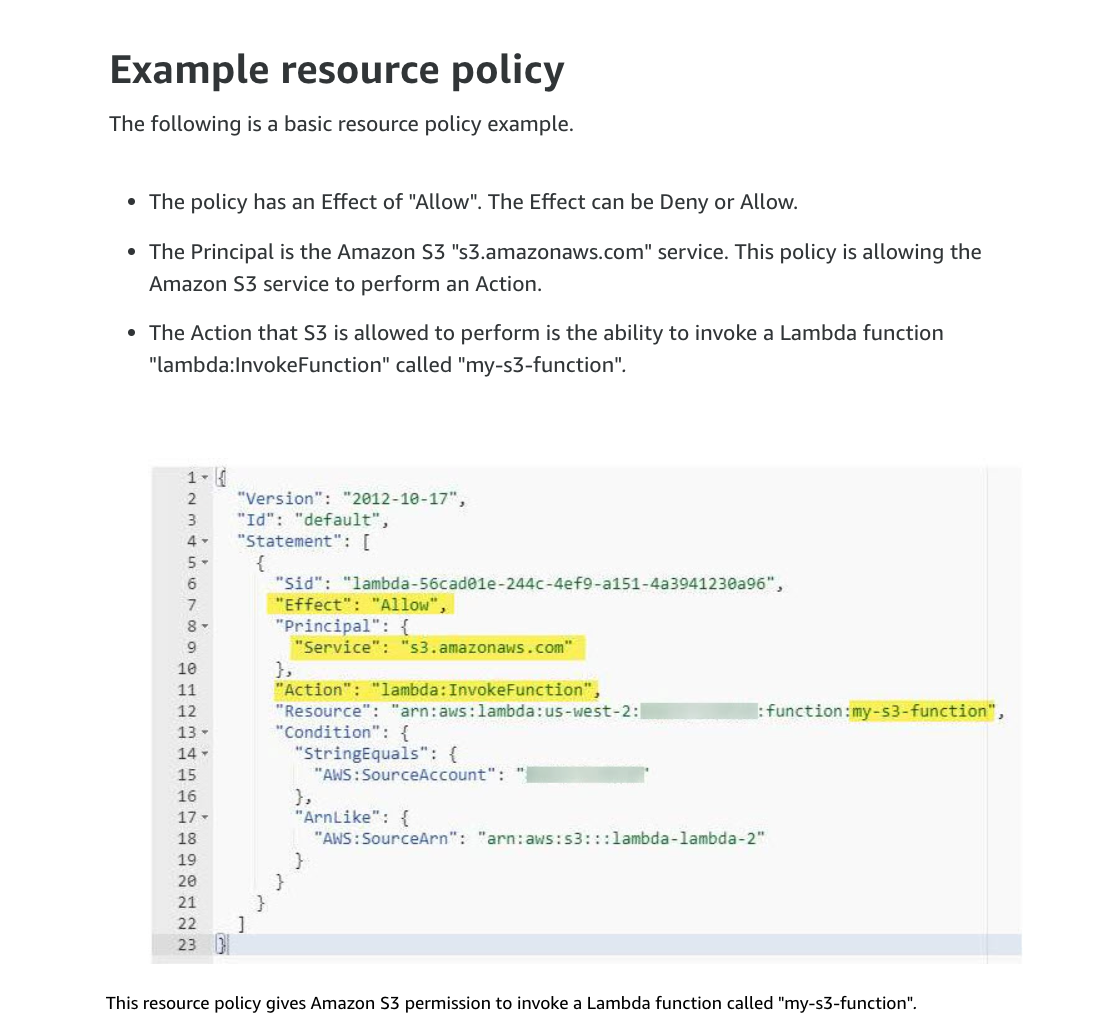 Example resource policy
The following is a basic resource policy example.
• The policy has an Effect of "Allow". The Effect can be Deny or Allow.
• The Principal is the Amazon S3 "s3.amazonaws.com" service. This policy is allowing the
Amazon S3 service to perform an Action.
• The Action that S3 is allowed to perform is the ability to invoke a Lambda function
"lambda:InvokeFunction" called "my-s3-function".
1 {
2 "Version": "2012-10-17",
3 "Id": "default",
4 "Statement": [
5 {
6 "Sid": "lambda-56cad01e-244c-4ef9-a151-4a3941230a96",
7 "Effect": "Allow",
8 "Principal": {
9 "Service": "s3.amazonaws.com"
10 },
11 "Action": "lambda:InvokeFunction",
12 "Resource": "arn:aws:lambda:us-west-2: :function:my-s3-function",
13 "Condition": {
14 "StringEquals": {
15 "AWS:SourceAccount": " "
16 },
17 "ArnLike": {
18 "AWS:SourceArn": "arn:aws:s3:::lambda-lambda-2"
19 }
20 }
21 }
22 ]
23 }
This resource policy gives Amazon S3 permission to invoke a Lambda function called "my-s3-function".